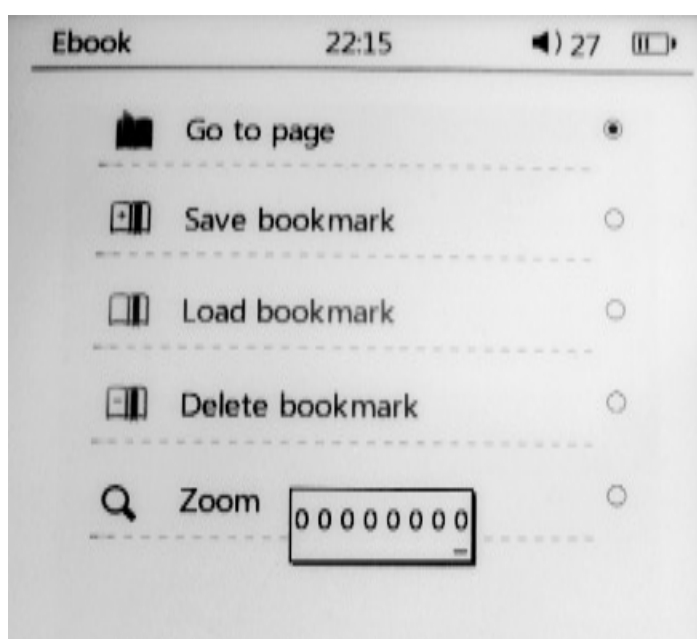 Ebook 22:15 27
Go to page
Save bookmark
Load bookmark
Delete bookmark
Zoom
00000000